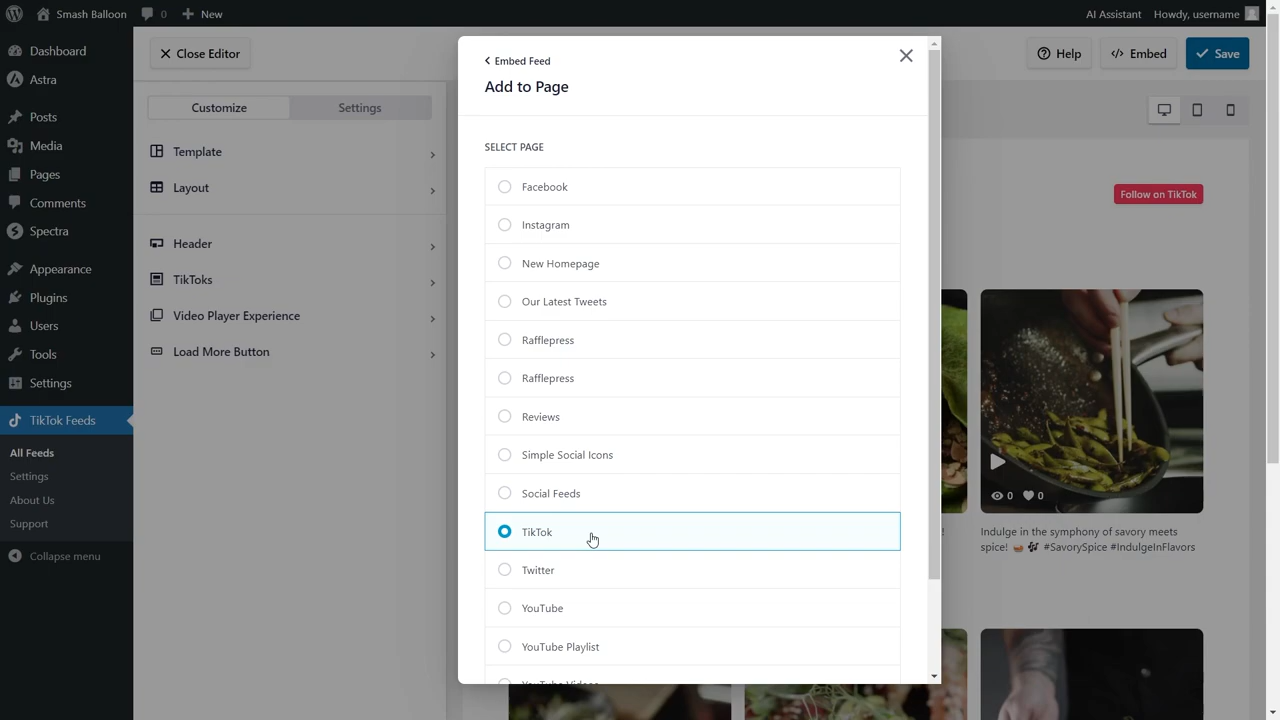 Smash Balloon
0
New
AI Assistant
Howdy, username
Dashboard
Astra
Posts
Media
Pages
Comments
Spectra
Appearance
Plugins
Users
Tools
Settings
TikTok Feeds
All Feeds
Settings
About Us
Support
Collapse menu
Close Editor
Customize
Settings
Template
Layout
Header
TikToks
Video Player Experience
Load More Button
Embed Feed
Add to Page
SELECT PAGE
Facebook
Instagram
New Homepage
Our Latest Tweets
Rafflepress
Rafflepress
Reviews
Simple Social Icons
Social Feeds
TikTok
Twitter
YouTube
YouTube Playlist
YouTube Videos
Help
Embed
Save
Follow on TikTok
0 0
!
Indulge in the symphony of savory meets
spice! 🥘 💃 #SavorySpice #IndulgeInFlavors